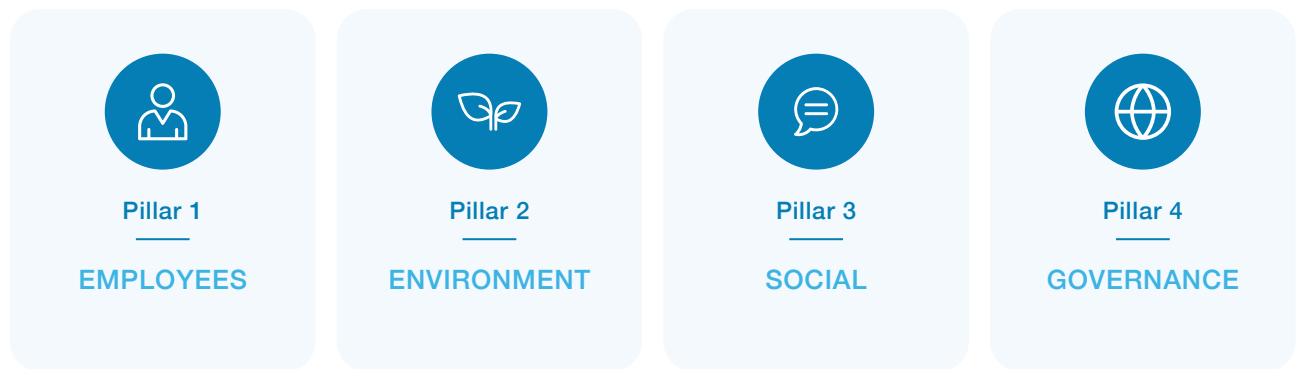 Pillar 1
EMPLOYEES
Pillar 2
ENVIRONMENT
Pillar 3
SOCIAL
Pillar 4
GOVERNANCE